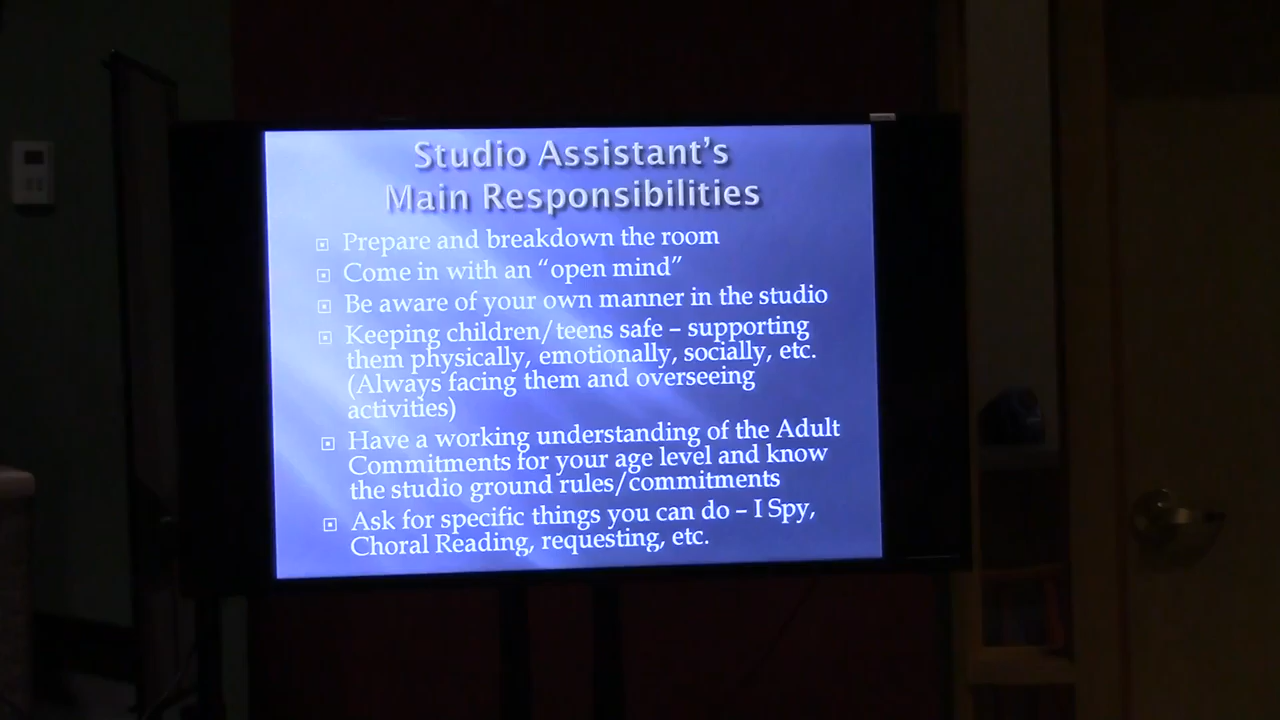 Studio Assistant's
Main Responsibilities
Prepare and breakdown the room
Come in with an “open mind”
Be aware of your own manner in the studio
Keeping children/teens safe – supporting
them physically, emotionally, socially, etc.
(Always facing them and overseeing
activities)
Have a working understanding of the Adult
Commitments for your age level and know
the studio ground rules/commitments
Ask for specific things you can do – I Spy,
Choral Reading, requesting, etc.